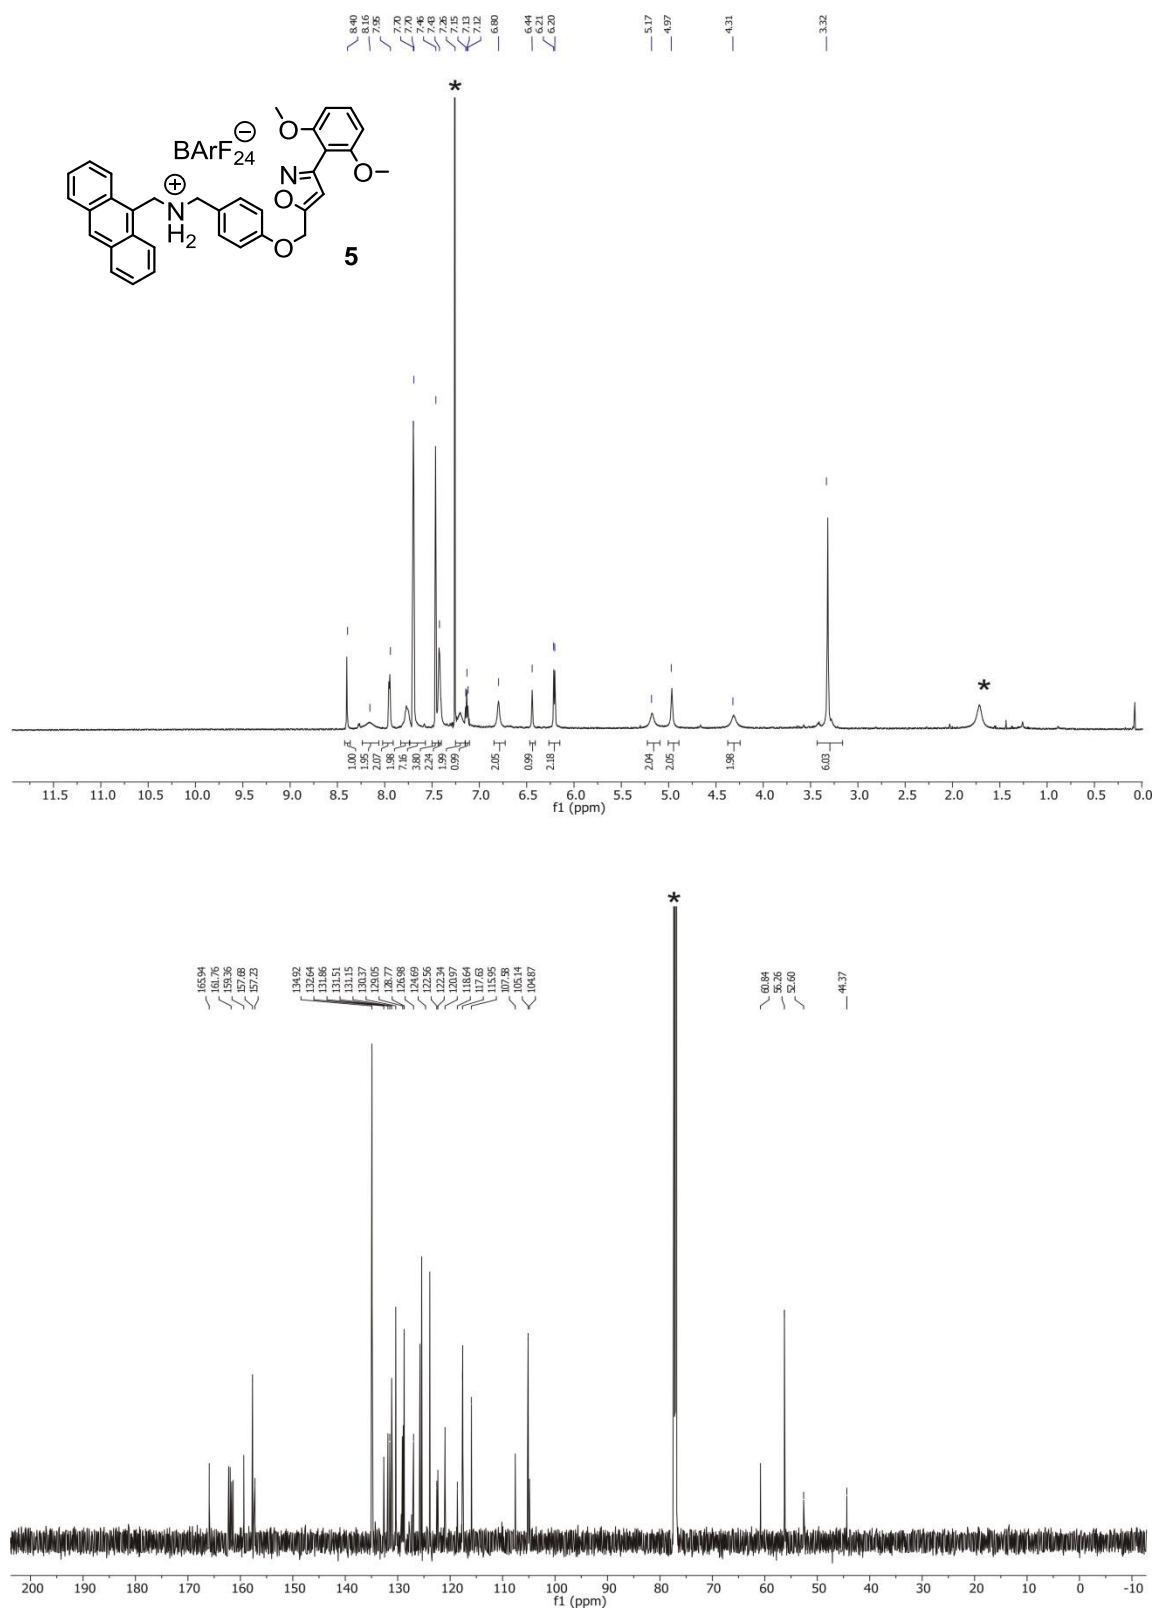 8.40 8.16 7.95 7.70 7.70 7.46 7.43 7.26 7.15 7.13 7.12 6.80 6.44 6.21 6.20 5.17 4.97 4.31 3.32
*
O
BArF24 ⊖
N O
⊕ O
N
H2 O
5
*
1.00 1.95 2.07 1.98 7.16 3.80 2.24 1.99 0.99 2.05 0.99 2.18 2.04 2.05 1.98 6.03
11.5 11.0 10.5 10.0 9.5 9.0 8.5 8.0 7.5 7.0 6.5 6.0 5.5 5.0 4.5 4.0 3.5 3.0 2.5 2.0 1.5 1.0 0.5 0.0
f1 (ppm)
*
165.94 161.76 159.36 157.68 157.23 134.92 132.64 131.86 131.51 131.15 130.37 129.05 128.77 126.98 124.69 122.56 122.34 120.97 118.64 117.63 115.95 107.58 105.14 104.87 60.84 56.26 52.60 44.37
200 190 180 170 160 150 140 130 120 110 100 90 80 70 60 50 40 30 20 10 0 -10
f1 (ppm)